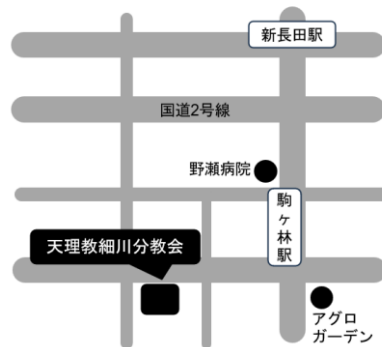 新長田駅
国道2号線
野瀬病院
駒ヶ林駅
天理教細川分教会
アグロ
ガーデン